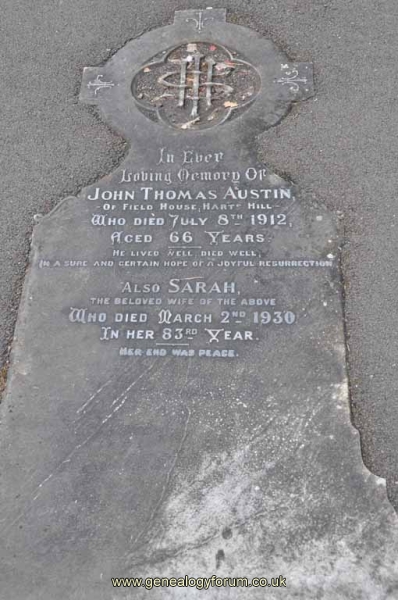 IHS
In Ever
Loving Memory Of
JOHN THOMAS AUSTIN,
OF FIELD HOUSE, HART'S HILL
WHO DIED JULY 8TH 1912,
AGED 66 YEARS
HE LIVED WELL DIED WELL,
IN A SURE AND CERTAIN HOPE OF A JOYFUL RESURRECTION
ALSO SARAH,
THE BELOVED WIFE OF THE ABOVE
WHO DIED MARCH 2ND 1930.
IN HER 83RD YEAR.
HER END WAS PEACE.
www.genealogyforum.co.uk